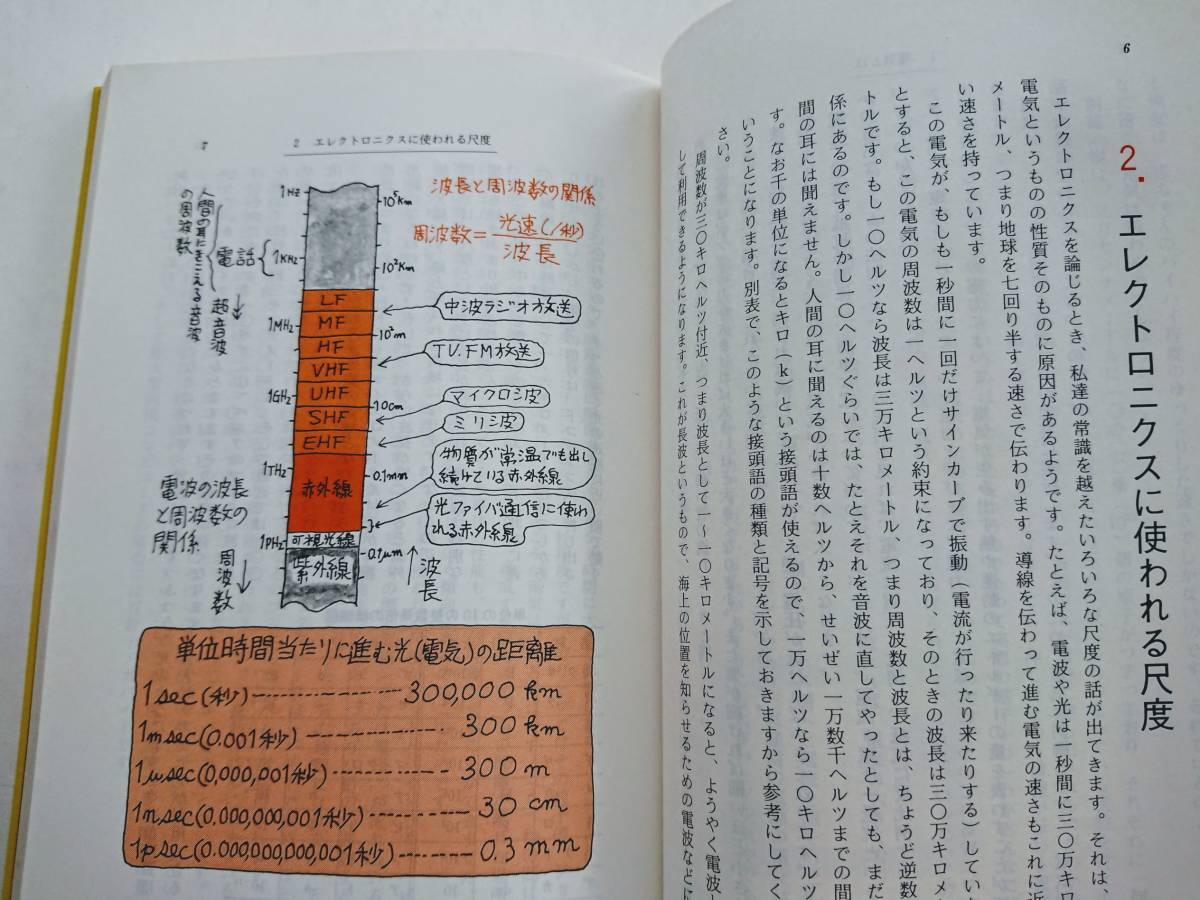 6
2. エレクトロニクスに使われる尺度
エレクトロニクスを論じるとき、私達の常識を越えたいろいろな尺度の話が出てきます。それは、
電気というものの性質そのものに原因があるようです。たとえば、電波や光は一秒間に三〇万キロ
メートル、つまり地球を七回り半する速さで伝わります。導線を伝わって進む電気の速さもこれに近
い速さを持っています。
この電気が、もしも一秒間に一回だけサインカーブで振動(電流が行ったり来たりする)していた
とすると、この電気の周波数は一ヘルツという約束になっており、そのときの波長は三〇万キロメー
トルです。もし一〇ヘルツなら波長は三万キロメートル、つまり周波数と波長とは、ちょうど逆数
係にあるのです。しかし一〇ヘルツぐらいでは、たとえそれを音波に直してやったとしても、まだ
間の耳には聞えません。人間の耳に聞えるのは十数ヘルツから、せいぜい一万数千ヘルツまでの間
す。なお千の単位になるとキロ(k)という接頭語が使えるので、一万ヘルツなら一〇キロヘルツ
いうことになります。別表で、このような接頭語の種類と記号を示しておきますから参考にしてく
さい。
周波数が三〇キロヘルツ付近、つまり波長として一〜一〇キロメートルになると、ようやく電波
して利用できるようになります。これが長波というもので、海上の位置を知らせるための電波などに
7
2 エレクトロニクスに使われる尺度
波長と周波数の関係
周波数=光速(/秒)
波長
人間の耳にきこえる音波
の周波数
電話
超音波
1Hz
1KHz
1MHz
1GHz
1THz
1PHz
10⁵km
10²km
10²m
10cm
0.1mm
3
0.1μm
LF
MF
HF
VHF
UHF
SHF
EHF
赤外線
可視光線
紫外線
中波ラジオ放送
TV.FM放送
マイクロ波
ミリ波
物質が常温でも出し
続けている赤外線
光ファイバ通信に使わ
れる赤外線
電波の波長
と周波数の
関係
周波数
波長
単位時間当たりに進む光(電気)の距離
1sec(秒) 300,000 km
1msec(0.001秒) 300 km
1μsec(0,000,001秒) 300 m
1nsec(0.000,000,001秒) 30 cm
1psec(0.000,000,000,001秒) 0.3 mm